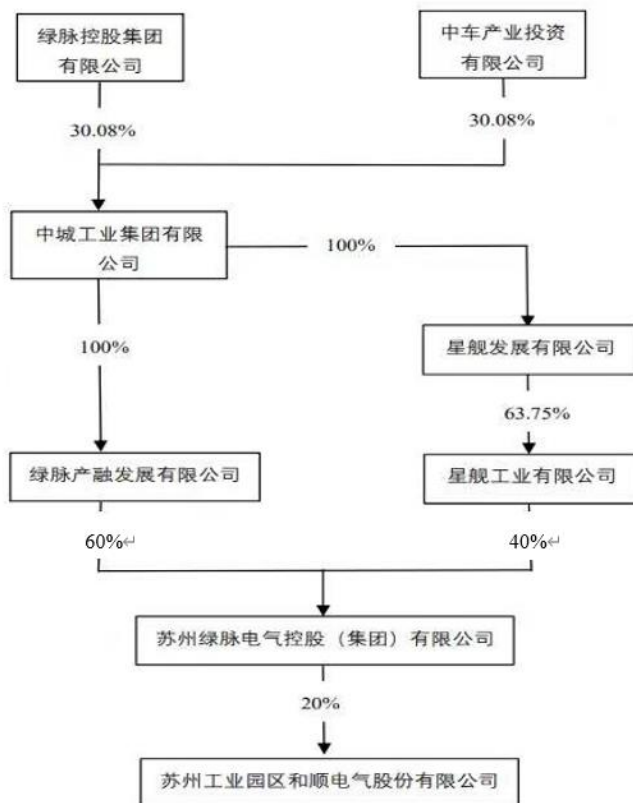 绿脉控股集团
有限公司
中车产业投资
有限公司
30.08%
30.08%
中城工业集团有限
公司
100%
100%
星舰发展有限公司
63.75%
绿脉产融发展有限公司
星舰工业有限公司
60%↵
40%↵
苏州绿脉电气控股（集团）有限公司
20%
苏州工业园区和顺电气股份有限公司